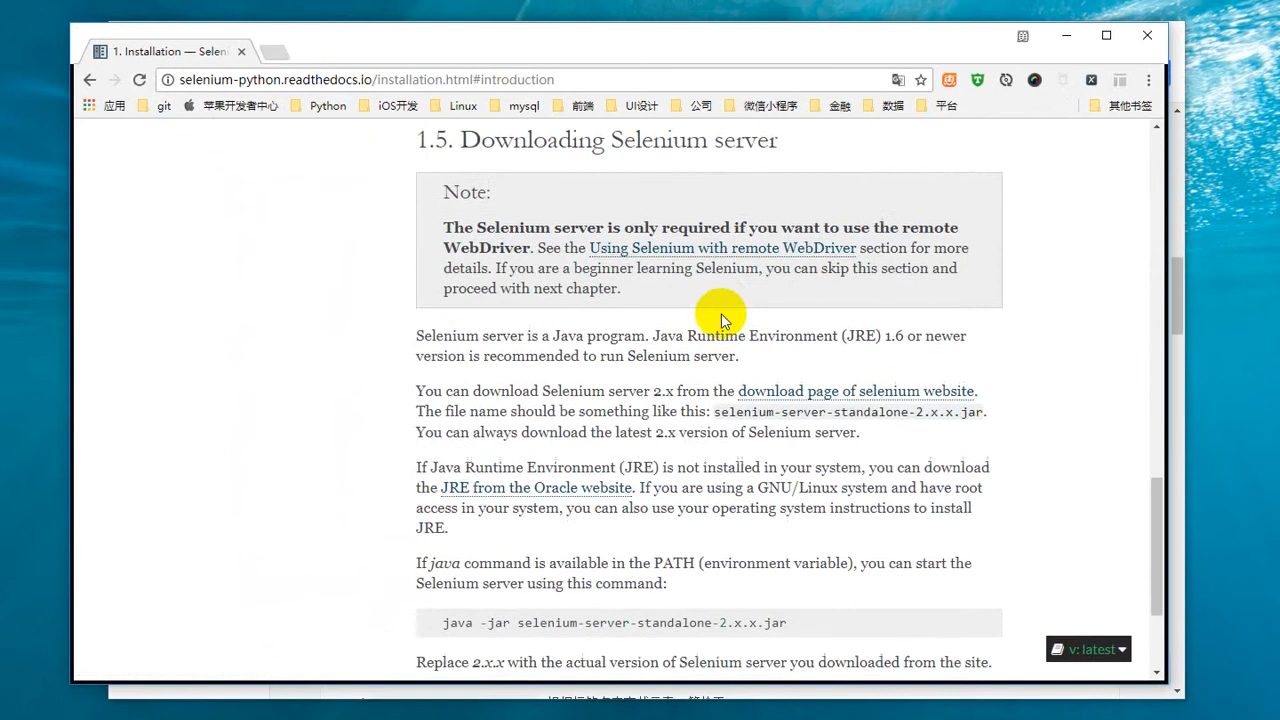 1. Installation — Selen
selenium-python.readthedocs.io/installation.html#introduction
应用 git 苹果开发者中心 Python iOS开发 Linux mysql 前端 UI设计 公司 微信小程序 金融 数据 平台 其他书签
1.5. Downloading Selenium server
Note:
The Selenium server is only required if you want to use the remote
WebDriver. See the Using Selenium with remote WebDriver section for more
details. If you are a beginner learning Selenium, you can skip this section and
proceed with next chapter.
Selenium server is a Java program. Java Runtime Environment (JRE) 1.6 or newer
version is recommended to run Selenium server.
You can download Selenium server 2.x from the download page of selenium website.
The file name should be something like this: selenium-server-standalone-2.x.x.jar.
You can always download the latest 2.x version of Selenium server.
If Java Runtime Environment (JRE) is not installed in your system, you can download
the JRE from the Oracle website. If you are using a GNU/Linux system and have root
access in your system, you can also use your operating system instructions to install
JRE.
If java command is available in the PATH (environment variable), you can start the
Selenium server using this command:
java -jar selenium-server-standalone-2.x.x.jar
v: latest
Replace 2.x.x with the actual version of Selenium server you downloaded from the site.